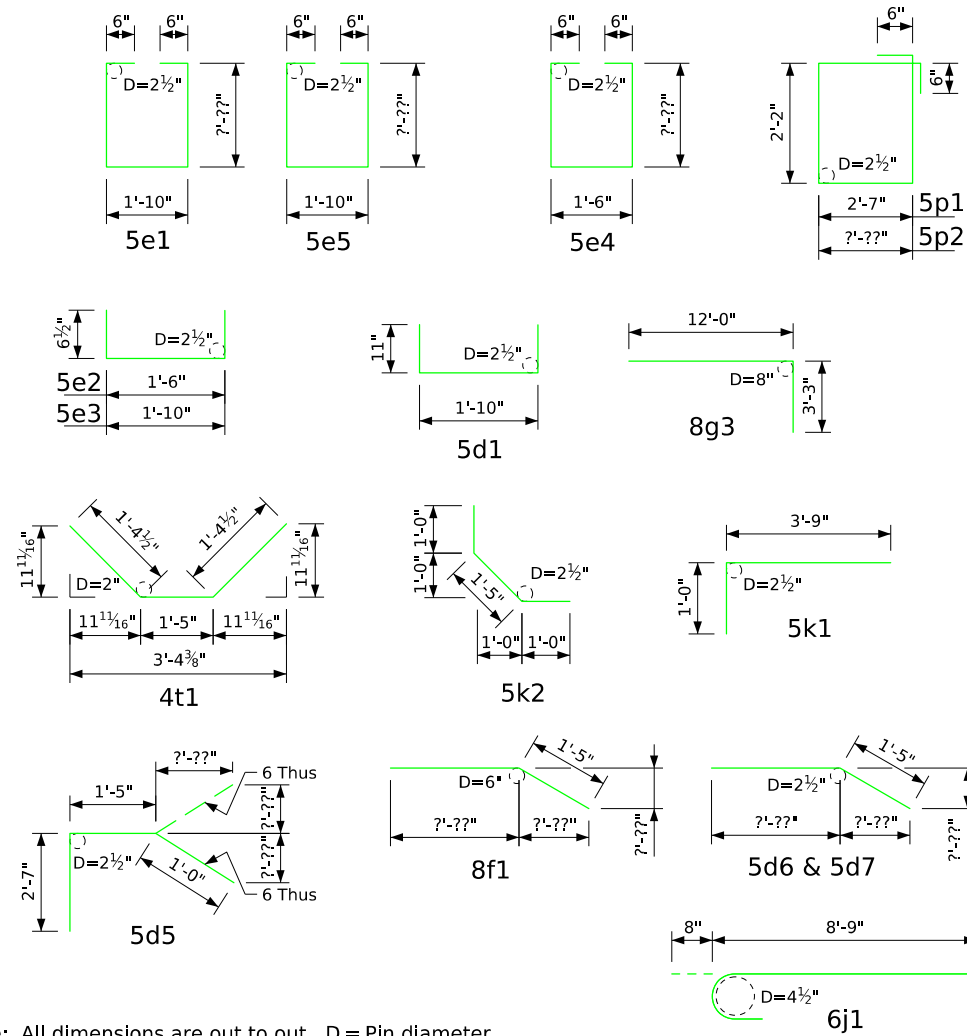 6" 6" 6" 6" 6" 6" 6"
D=2½" D=2½" D=2½" 6"
?'-??" ?'-??" ?'-??" 2'-2"
D=2½"
1'-10" 1'-10" 1'-6" 2'-7" 5p1
5e1 5e5 5e4 ?'-??" 5p2
6½" D=2½" 11" D=2½" 12'-0"
D=8" 3'-3"
5e2 1'-6"
5e3 1'-10" 1'-10" 8g3
5d1
1'-4½" 1'-4½" 1'-0" 3'-9"
11¹¹⁄₁₆" D=2" 11¹¹⁄₁₆" 1'-0" 1'-5" D=2½" 1'-0" D=2½"
11¹¹⁄₁₆" 1'-5" 11¹¹⁄₁₆" 1'-0" 1'-0" 5k1
3'-4⅜"
4t1 5k2
?'-??" 6 Thus 1'-5" 1'-5"
1'-5" ?'-??" D=6" D=2½"
2'-7" D=2½" ?'-??" 1'-0" ?'-??" ?'-??" ?'-??" ?'-??" ?'-??" ?'-??"
6 Thus 8f1 5d6 & 5d7
5d5
8" 8'-9"
D=4½"
6j1
All dimensions are out to out. D = Pin diameter.